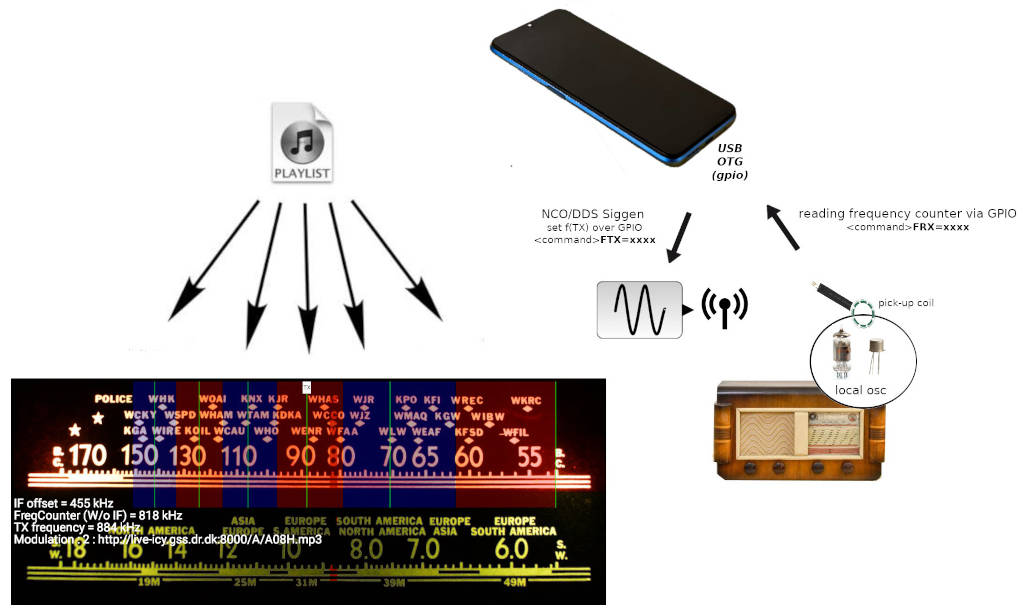 PLAYLIST
USB
OTG
(gpio)
NCO/DDS Siggen
set f(TX) over GPIO
<command>FTX=xxxx
reading frequency counter via GPIO
<command>FRX=xxxx
pick-up coil
local osc
TX
POLICE WHK WOAI KNX KJR WHAS WJR KPO KFI WREC WKRC
WCKY WSPD WHAM WTAM KDKA WCCO WJZ WMAQ KGW WIBW
KGA WIRE KOIL WCAU WHO WENR WFAA WLW WEAF KFSD WFIL
B.C. 170 150 130 110 90 80 70 65 60 55 B.C.
IF offset = 455 kHz
FreqCounter (W/o IF) = 818 kHz
TX frequency = 884 kHz
Modulation: 2 : http://live-icy.gss.dr.dk:8000/A/A08H.mp3
ASIA EUROPE SOUTH AMERICA EUROPE EUROPE
NORTH AMERICA EUROPE S.AMERICA NORTH AMERICA ASIA SOUTH AMERICA
S.W. 18 16 14 12 10 8.0 7.0 6.0 S.W.
19M 25M 31M 39M 49M